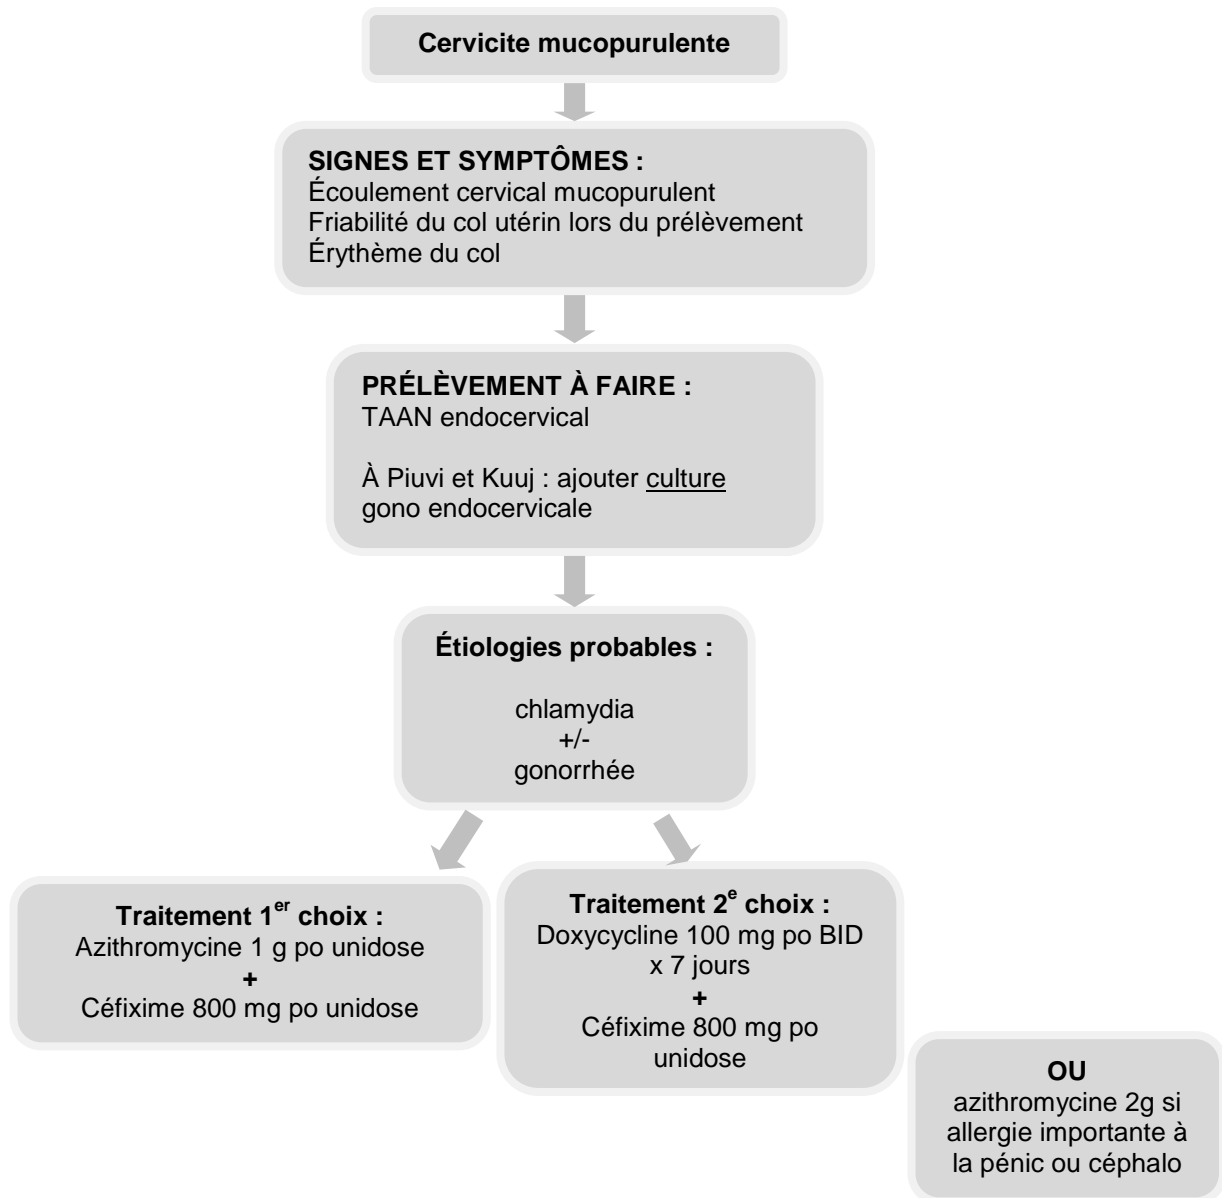 Cervicite mucopurulente
SIGNES ET SYMPTÔMES :
Écoulement cervical mucopurulent
Friabilité du col utérin lors du prélèvement
Érythème du col
PRÉLÈVEMENT À FAIRE :
TAAN endocervical
À Piuvi et Kuuj : ajouter culture
gono endocervicale
Étiologies probables :
chlamydia
+/-
gonorrhée
Traitement 1er choix :
Azithromycine 1 g po unidose
+
Céfixime 800 mg po unidose
Traitement 2e choix :
Doxycycline 100 mg po BID
x 7 jours
+
Céfixime 800 mg po
unidose
OU
azithromycine 2g si
allergie importante à
la pénic ou céphalo